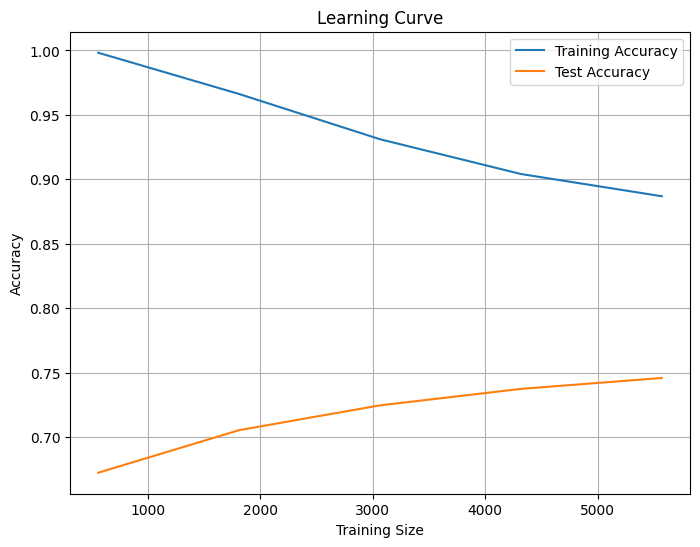 Learning Curve
Training Accuracy
Test Accuracy
1.00
0.95
0.90
0.85
0.80
0.75
0.70
Accuracy
1000
2000
3000
4000
5000
Training Size